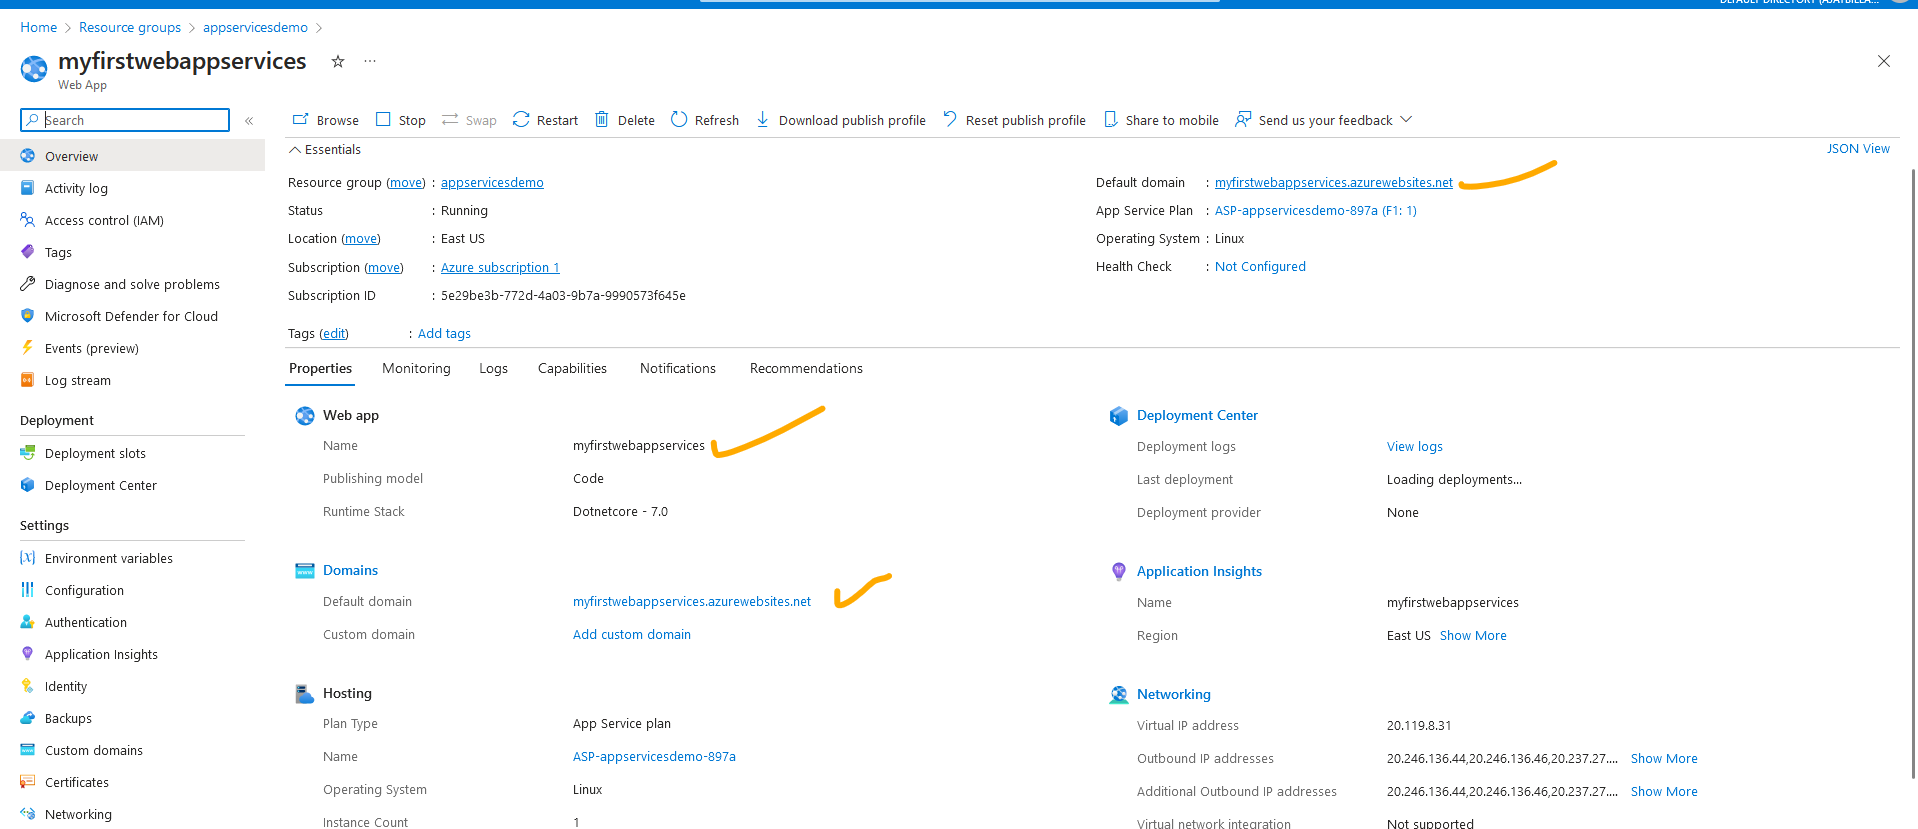 Home > Resource groups > appservicesdemo >
myfirstwebappservices ☆ ...
Web App
Search «
Browse Stop Swap Restart Delete Refresh Download publish profile Reset publish profile Share to mobile Send us your feedback
Overview
Activity log
Access control (IAM)
Tags
Diagnose and solve problems
Microsoft Defender for Cloud
Events (preview)
Log stream
Deployment
Deployment slots
Deployment Center
Settings
Environment variables
Configuration
Authentication
Application Insights
Identity
Backups
Custom domains
Certificates
Networking
Essentials JSON View
Resource group (move) : appservicesdemo
Status : Running
Location (move) : East US
Subscription (move) : Azure subscription 1
Subscription ID : 5e29be3b-772d-4a03-9b7a-9990573f645e
Tags (edit) : Add tags
Default domain : myfirstwebappservices.azurewebsites.net
App Service Plan : ASP-appservicesdemo-897a (F1: 1)
Operating System : Linux
Health Check : Not Configured
Properties Monitoring Logs Capabilities Notifications Recommendations
Web app
Name myfirstwebappservices
Publishing model Code
Runtime Stack Dotnetcore - 7.0
Domains
Default domain myfirstwebappservices.azurewebsites.net
Custom domain Add custom domain
Hosting
Plan Type App Service plan
Name ASP-appservicesdemo-897a
Operating System Linux
Instance Count 1
Deployment Center
Deployment logs View logs
Last deployment Loading deployments...
Deployment provider None
Application Insights
Name myfirstwebappservices
Region East US Show More
Networking
Virtual IP address 20.119.8.31
Outbound IP addresses 20.246.136.44,20.246.136.46,20.237.27.... Show More
Additional Outbound IP addresses 20.246.136.44,20.246.136.46,20.237.27.... Show More
Virtual network integration Not supported